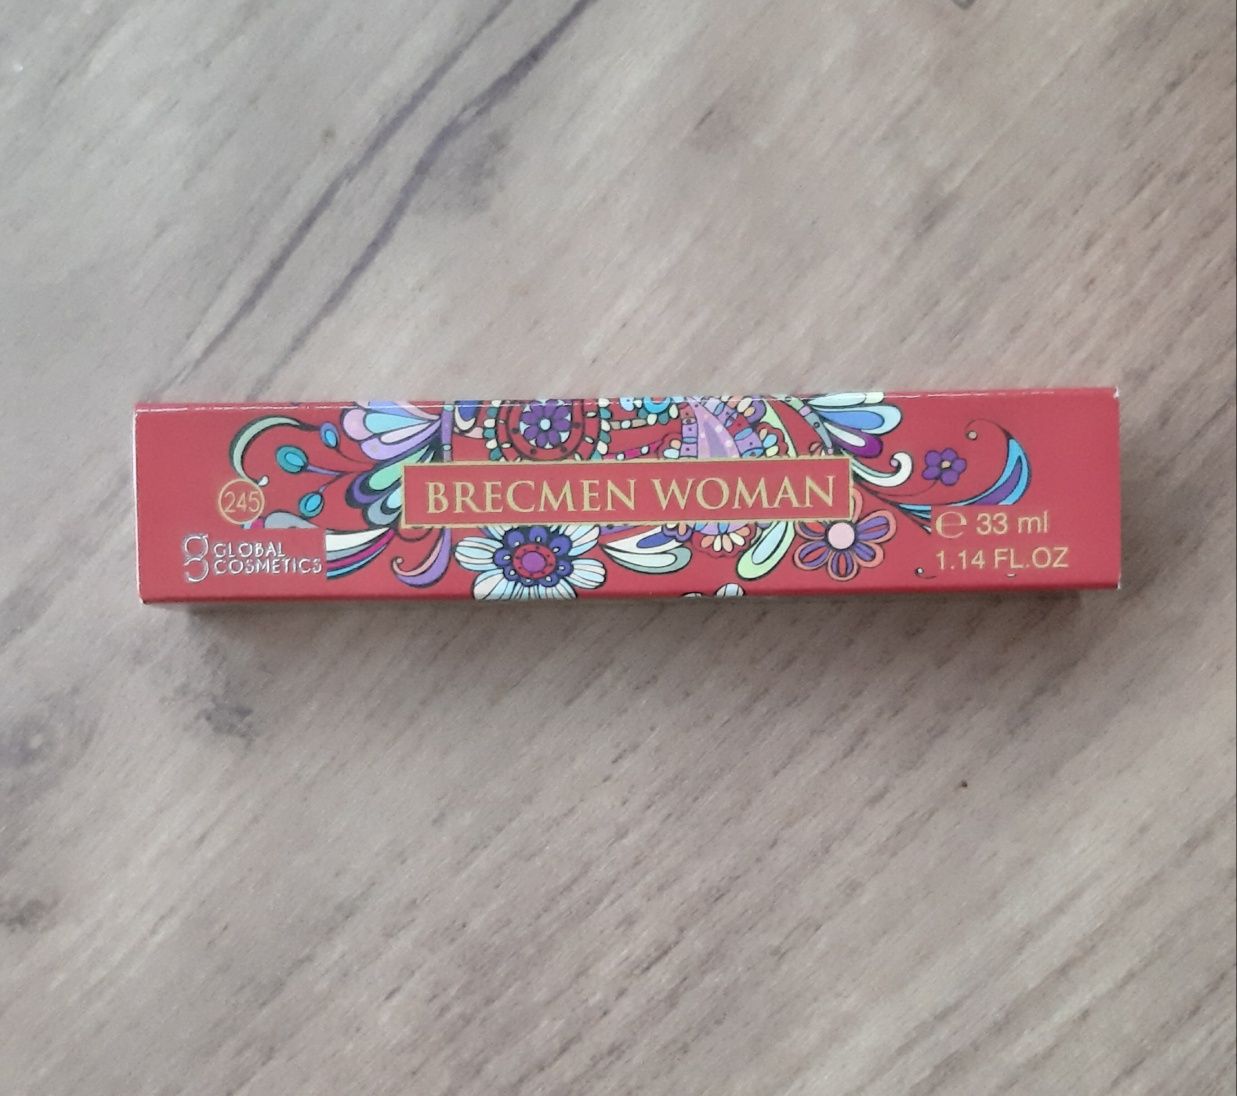 245
g GLOBAL
COSMETICS
BRECMEN WOMAN
℮ 33 ml
1.14 FL.OZ